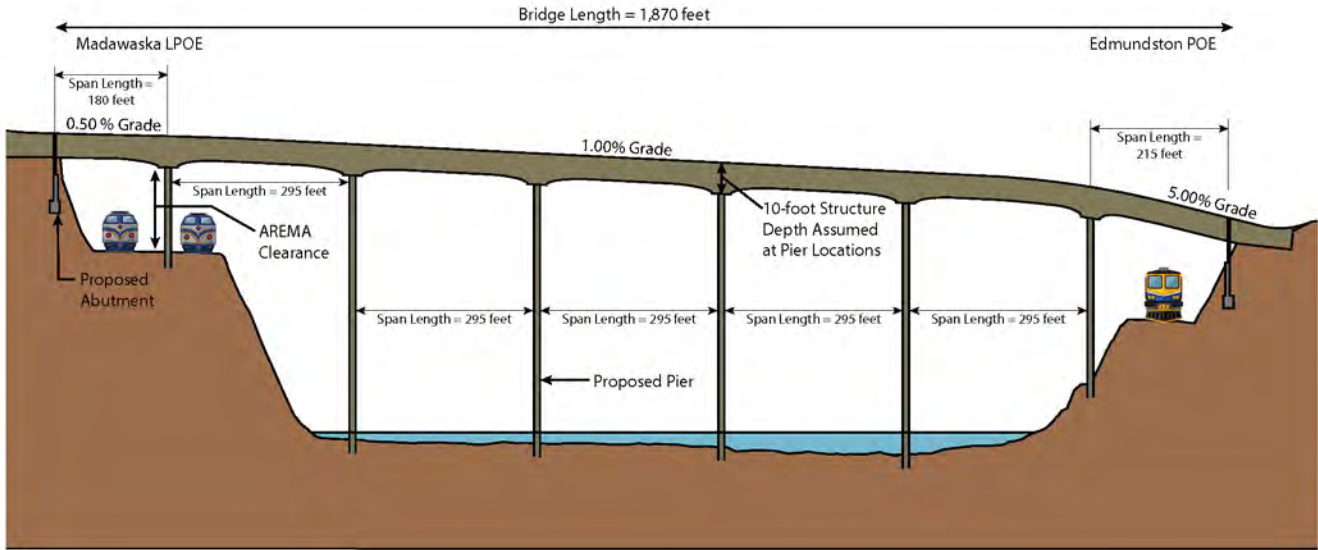 Bridge Length = 1,870 feet
Madawaska LPOE
Edmundston POE
Span Length =
180 feet
0.50 % Grade
1.00% Grade
Span Length =
215 feet
5.00% Grade
Span Length = 295 feet
AREMA
Clearance
10-foot Structure
Depth Assumed
at Pier Locations
Proposed
Abutment
Span Length = 295 feet
Span Length = 295 feet
Span Length = 295 feet
Span Length = 295 feet
Proposed Pier